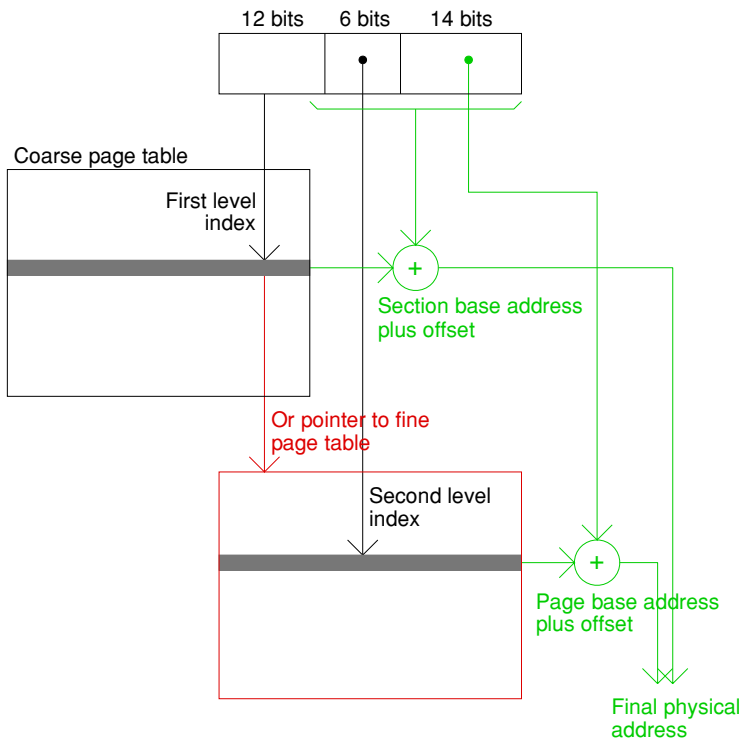 12 bits 6 bits 14 bits
Coarse page table
First level
index
+
Section base address
plus offset
Or pointer to fine
page table
Second level
index
+
Page base address
plus offset
Final physical
address